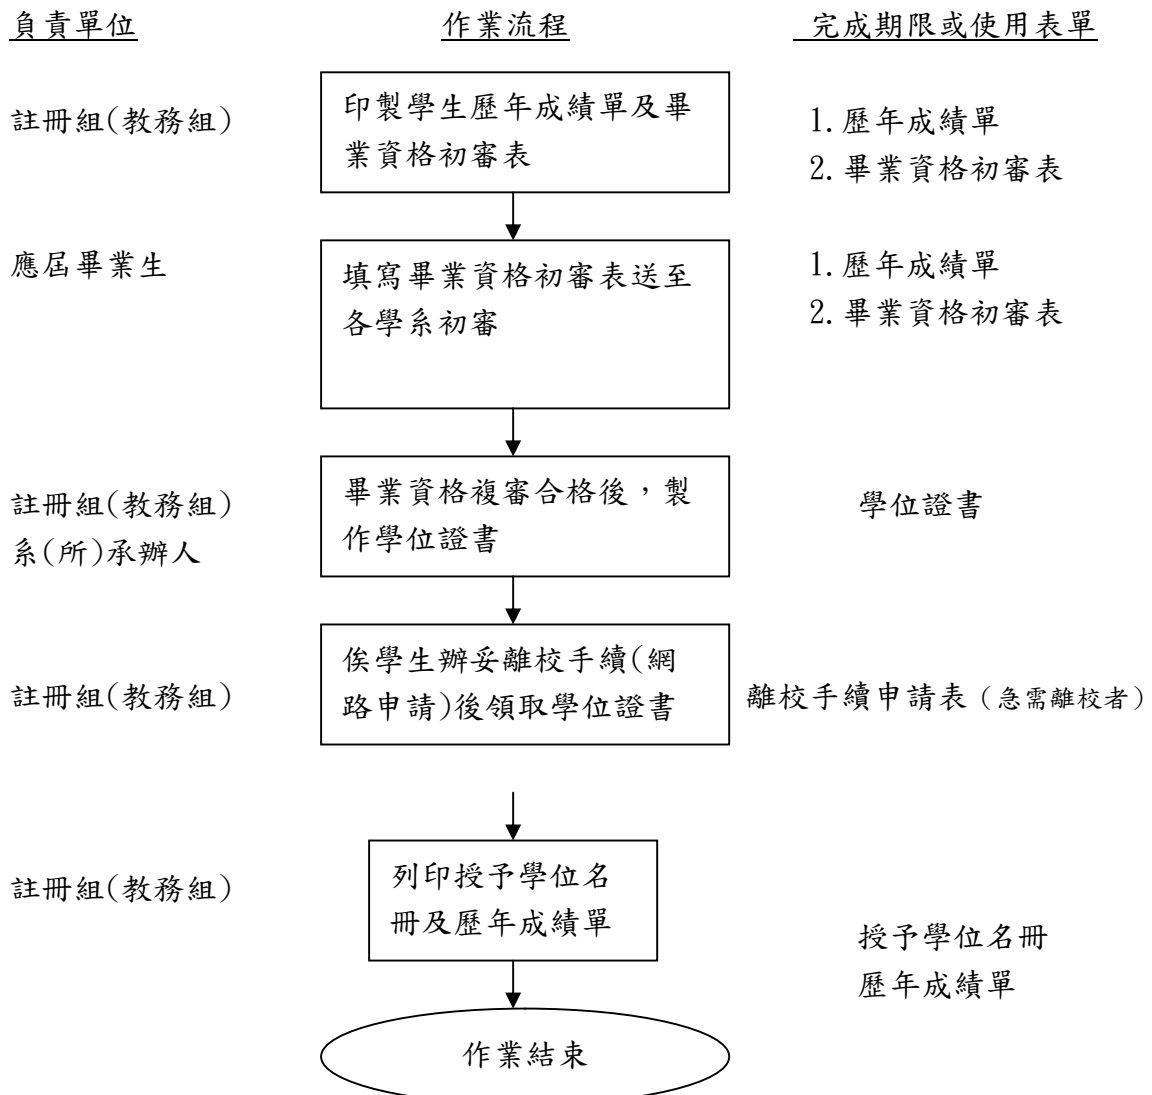 負責單位
作業流程
完成期限或使用表單
註冊組(教務組)
印製學生歷年成績單及畢
業資格初審表
1.歷年成績單
2.畢業資格初審表
應屆畢業生
填寫畢業資格初審表送至
各學系初審
1.歷年成績單
2.畢業資格初審表
註冊組(教務組)
系(所)承辦人
畢業資格複審合格後，製
作學位證書
學位證書
註冊組(教務組)
俟學生辦妥離校手續(網
路申請)後領取學位證書
離校手續申請表（急需離校者）
註冊組(教務組)
列印授予學位名
冊及歷年成績單
授予學位名冊
歷年成績單
作業結束